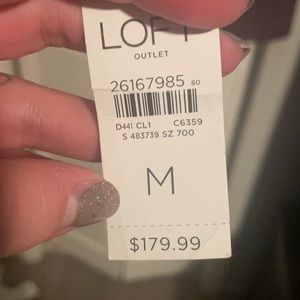 LOFT
OUTLET
26167985 80
D441 CL1 C6359
S 483739 SZ 700
M
$179.99